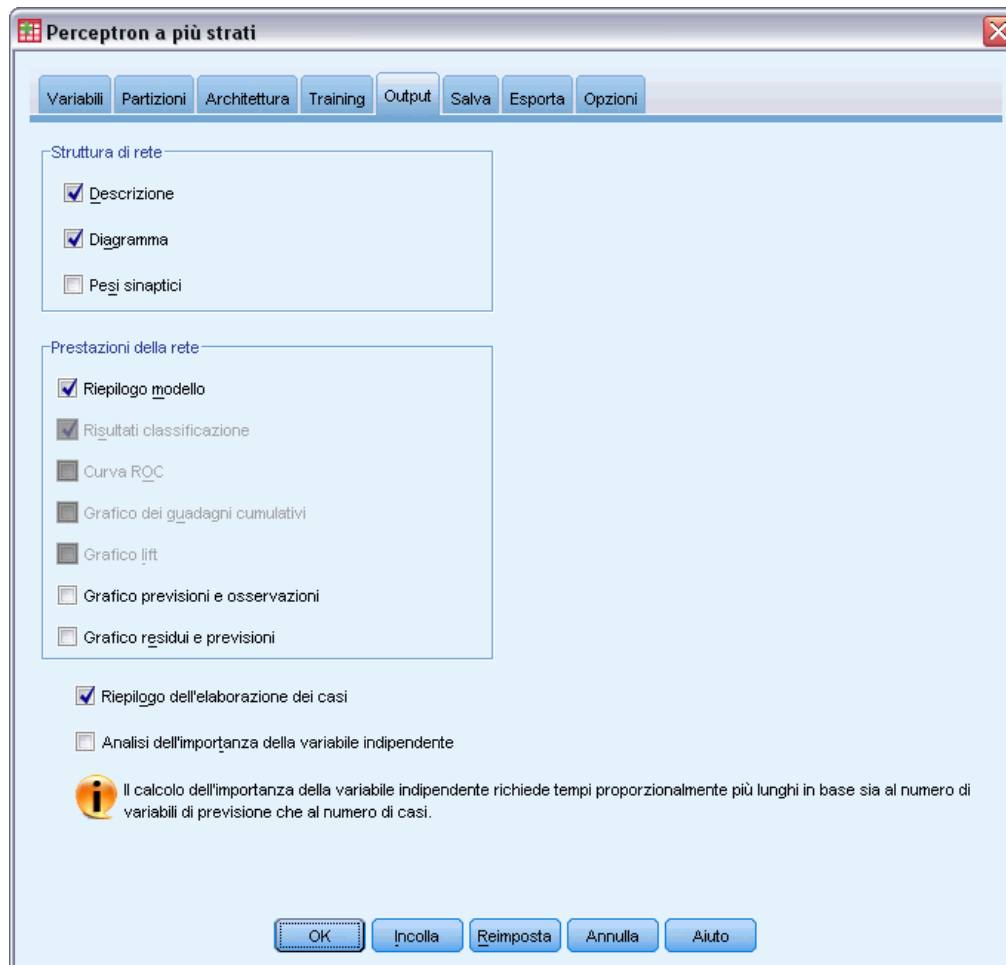 Perceptron a più strati
Variabili
Partizioni
Architettura
Training
Output
Salva
Esporta
Opzioni
Struttura di rete
Descrizione
Diagramma
Pesi sinaptici
Prestazioni della rete
Riepilogo modello
Risultati classificazione
Curva ROC
Grafico dei guadagni cumulativi
Grafico lift
Grafico previsioni e osservazioni
Grafico residui e previsioni
Riepilogo dell'elaborazione dei casi
Analisi dell'importanza della variabile indipendente
Il calcolo dell'importanza della variabile indipendente richiede tempi proporzionalmente più lunghi in base sia al numero di
variabili di previsione che al numero di casi.
OK
Incolla
Reimposta
Annulla
Aiuto